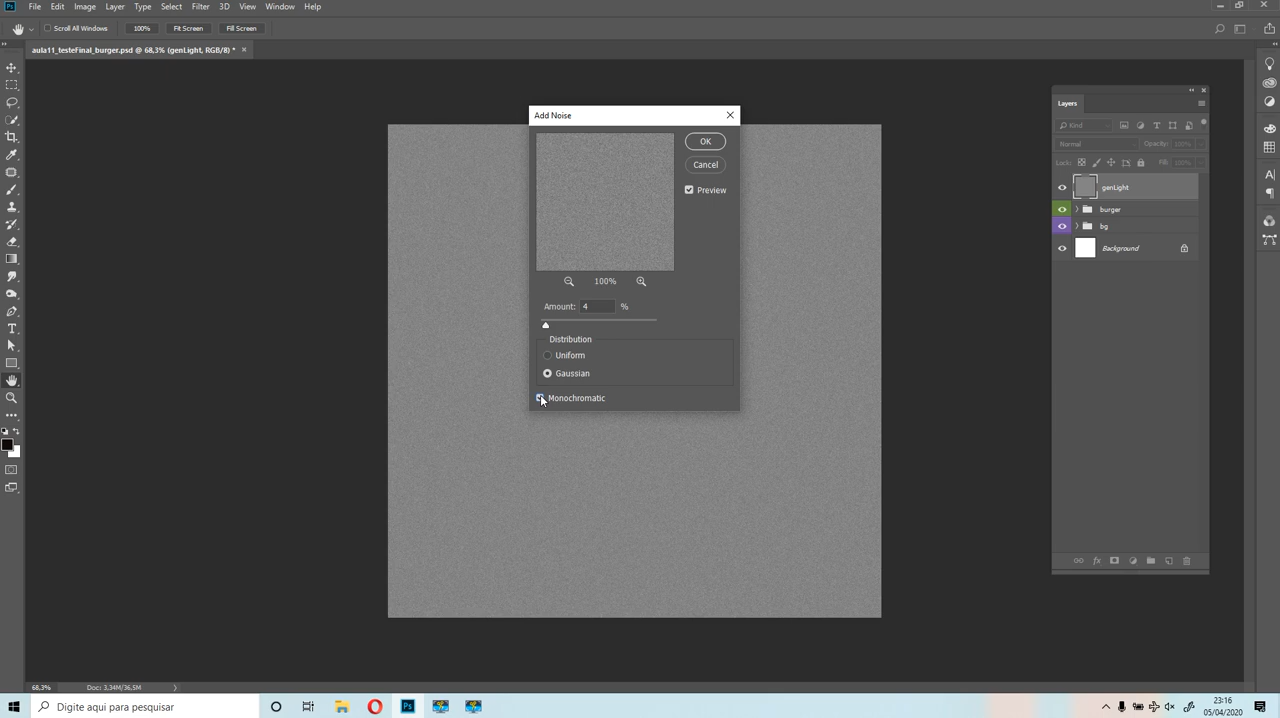 Ps File Edit Image Layer Type Select Filter 3D View Window Help
Scroll All Windows 100% Fit Screen Fill Screen
aula11_testeFinal_burger.psd @ 68,3% (genLight, RGB/8) * ×
Add Noise
OK
Cancel
Preview
100%
Amount: 4 %
Distribution
Uniform
Gaussian
Monochromatic
Layers
Kind
Normal Opacity: 100%
Lock: Fill: 100%
genLight
burger
bg
Background
68,3% Doc: 3,34M/36,5M
Digite aqui para pesquisar
Ps
23:16
05/04/2020